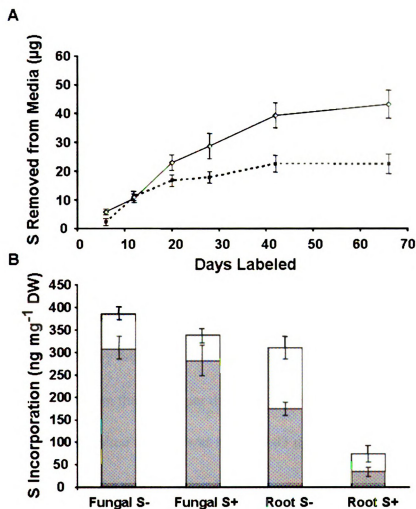 A
S Removed from Media (µg)
60
50
40
30
20
10
0
0 10 20 30 40 50 60 70
Days Labeled
B
S Incorporation (ng mg⁻¹ DW)
450
400
350
300
250
200
150
100
50
0
Fungal S- Fungal S+ Root S- Root S+